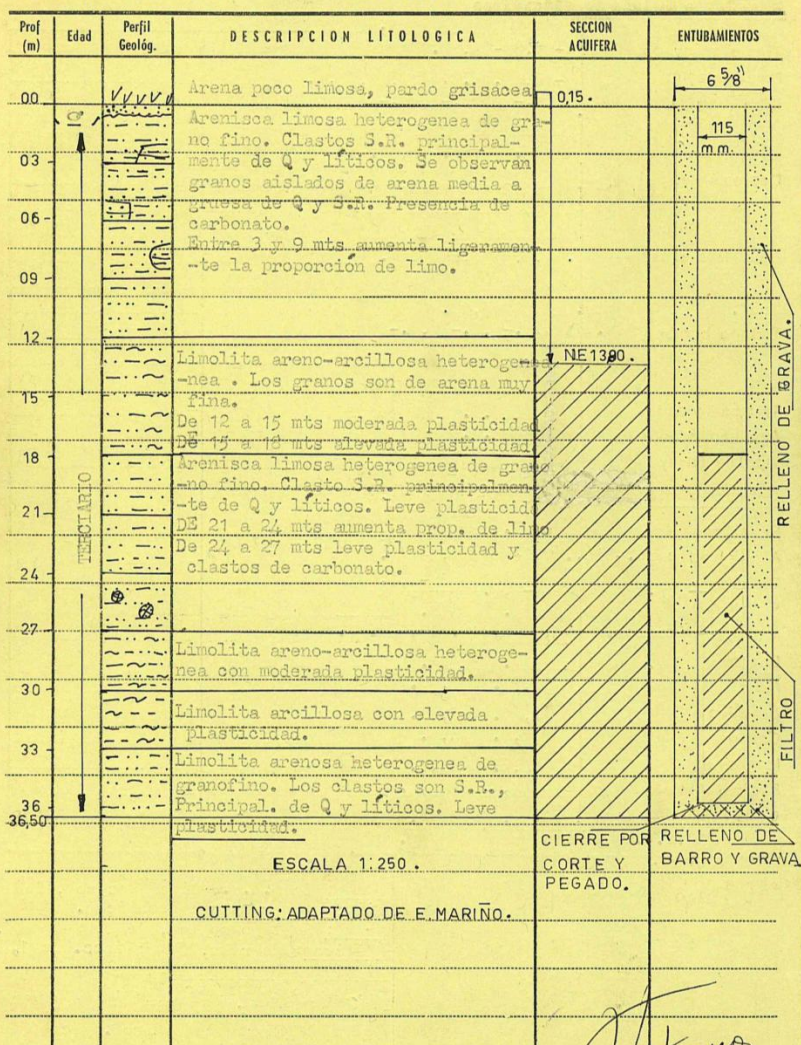 Prof (m)
Edad
Perfil Geológ.
DESCRIPCION LITOLOGICA
SECCION ACUIFERA
ENTUBAMIENTOS
6 5/8"
115 m.m.
00
03
06
09
12
15
18
21
24
27
30
33
36
36,50
TERCIARIO
Arena poco limosa, pardo grisácea
Arenisca limosa heterogenea de gra-
no fino. Clastos S.R. principal-
mente de Q y líticos. Se observan
granos aislados de arena media a
gruesa de Q y S.R. Presencia de
carbonato.
Entre 3 y 9 mts aumenta ligeramen-
-te la proporción de limo.
Limolita areno-arcillosa heterogenea
-nea . Los granos son de arena muy
fina.
De 12 a 15 mts moderada plasticidad
DE 15 a 18 mts alevada plasticidad
Arenisca limosa heterogenea de grano
-no fino. Clasto S.R. principalmen-
-te de Q y líticos. Leve plasticid
DE 21 a 24 mts aumenta prop. de limo
De 24 a 27 mts leve plasticidad y
clastos de carbonato.
Limolita areno-arcillosa heteroge-
nea con moderada plasticidad.
Limolita arcillosa con elevada
plasticidad.
Limolita arenosa heterogenea de
granofino. Los clastos son S.R.,
Principal. de Q y líticos. Leve
plasticidad.
0,15.
N.E 13,90.
RELLENO DE GRAVA.
FILTRO
CIERRE POR
CORTE Y
PEGADO.
RELLENO DE
BARRO Y GRAVA
ESCALA 1:250.
CUTTING: ADAPTADO DE E. MARIÑO.